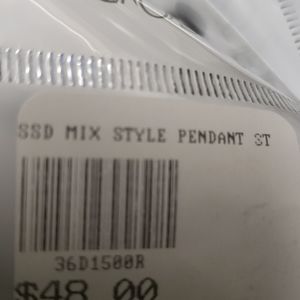 SSD MIX STYLE PENDANT ST
36D1500R
$48.00